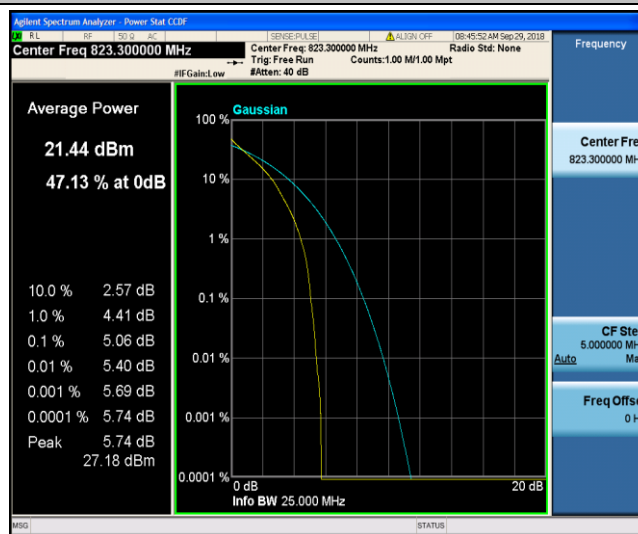 Agilent Spectrum Analyzer - Power Stat CCDF
RL RF 50 Ω AC SENSE:PULSE ALIGN OFF 08:45:52 AM Sep 29, 2018
Center Freq 823.300000 MHz
Center Freq: 823.300000 MHz Radio Std: None
Trig: Free Run Counts:1.00 M/1.00 Mpt
#IFGain:Low #Atten: 40 dB
Frequency
Average Power
21.44 dBm
47.13 % at 0dB
10.0 % 2.57 dB
1.0 % 4.41 dB
0.1 % 5.06 dB
0.01 % 5.40 dB
0.001 % 5.69 dB
0.0001 % 5.74 dB
Peak 5.74 dB
27.18 dBm
Gaussian
100 %
10 %
1 %
0.1 %
0.01 %
0.001 %
0.0001 %
0 dB 20 dB
Info BW 25.000 MHz
Center Fre
823.300000 MH
CF Ste
5.000000 MH
Auto Ma
Freq Offse
0 H
MSG STATUS